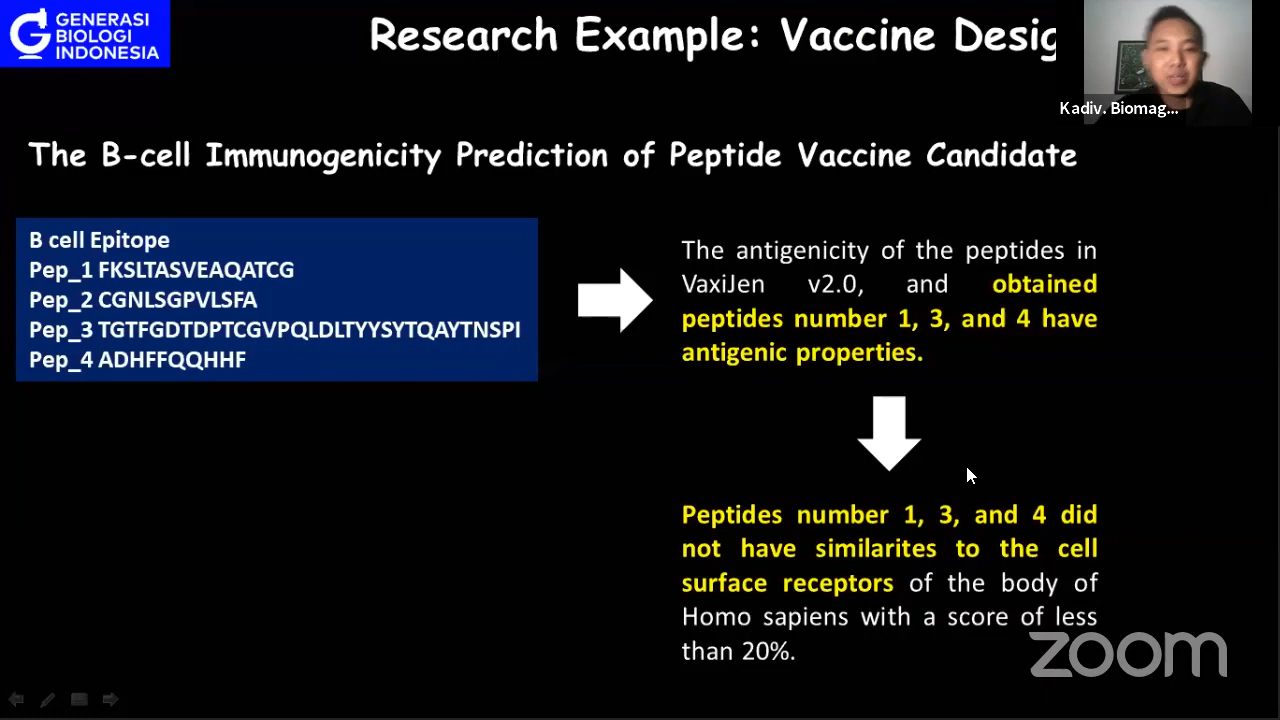 GENERASI
BIOLOGI
INDONESIA
Research Example: Vaccine Desig
Kadiv. Biomag...
The B-cell Immunogenicity Prediction of Peptide Vaccine Candidate
B cell Epitope
Pep_1 FKSLTASVEAQATCG
Pep_2 CGNLSGPVLSFA
Pep_3 TGTFGDTDPTCGVPQLDLTYYSYTQAYTNSPI
Pep_4 ADHFFQQHHF
The antigenicity of the peptides in
VaxiJen v2.0, and obtained
peptides number 1, 3, and 4 have
antigenic properties.
Peptides number 1, 3, and 4 did
not have similarites to the cell
surface receptors of the body of
Homo sapiens with a score of less
than 20%.
zoom